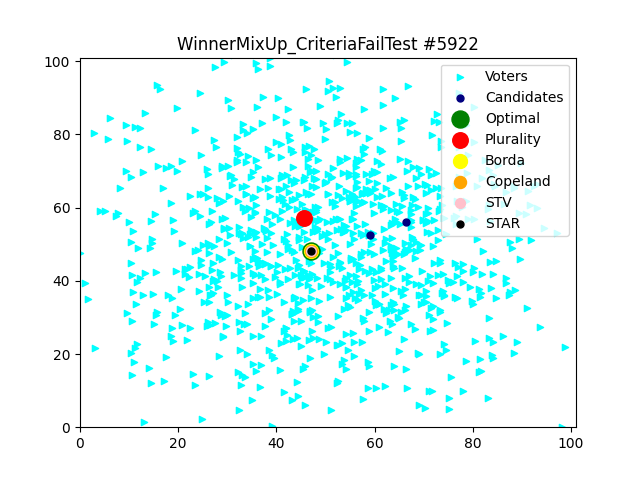 WinnerMixUp_CriteriaFailTest #5922
Voters
Candidates
Optimal
Plurality
Borda
Copeland
STV
STAR
100
80
60
40
20
0
0 20 40 60 80 100